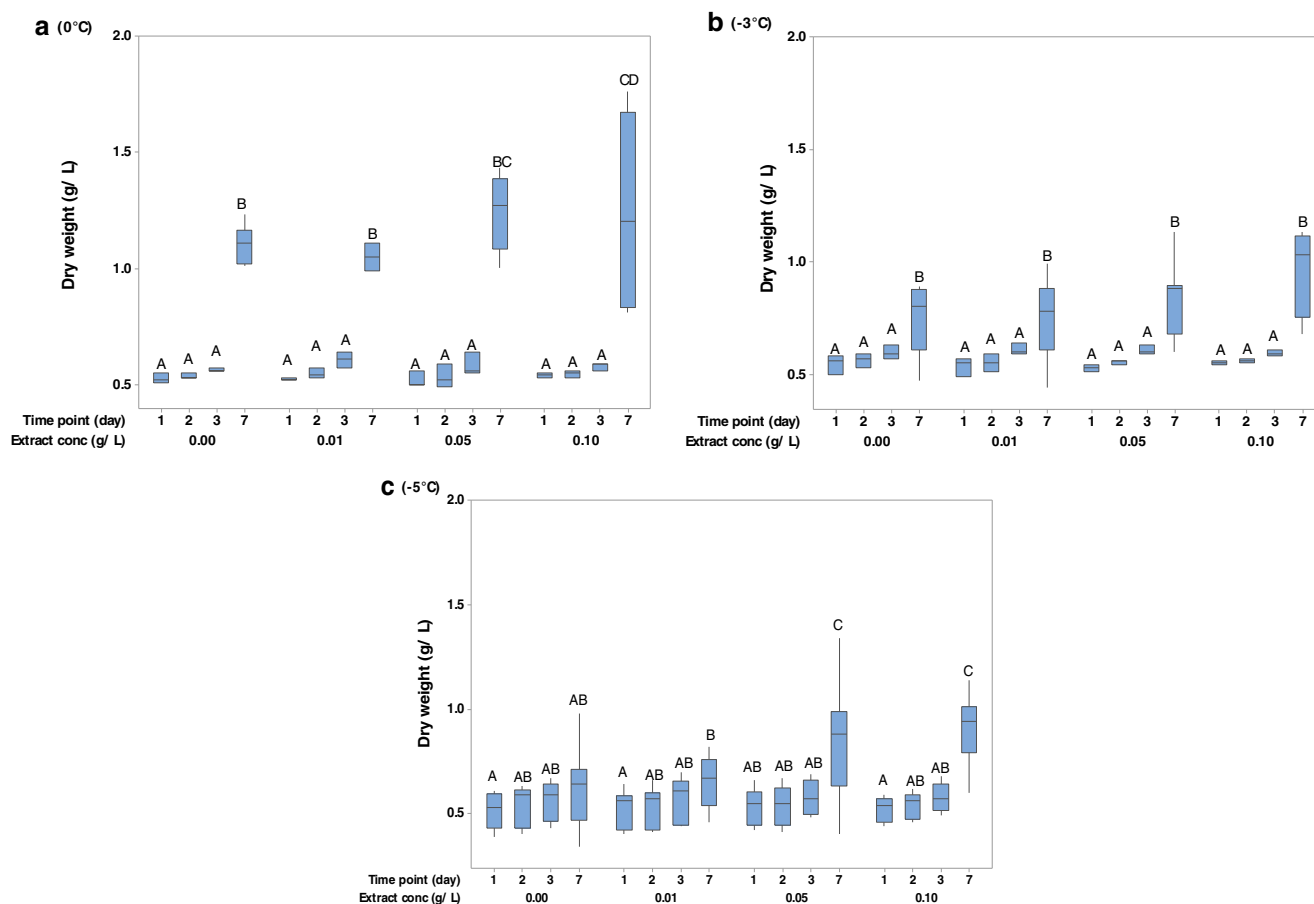 a (0°C)
2.0
1.5
1.0
0.5
Dry weight (g/ L)
A A A B
A A A B
A A A BC
A A A CD
Time point (day) 1 2 3 7 1 2 3 7 1 2 3 7 1 2 3 7
Extract conc (g/ L) 0.00 0.01 0.05 0.10
b (-3°C)
2.0
1.5
1.0
0.5
Dry weight (g/ L)
A A A B
A A A B
A A A B
A A A B
Time point (day) 1 2 3 7 1 2 3 7 1 2 3 7 1 2 3 7
Extract conc (g/ L) 0.00 0.01 0.05 0.10
c (-5°C)
2.0
1.5
1.0
0.5
Dry weight (g/ L)
A AB AB AB
A AB AB B
AB AB AB C
A AB AB C
Time point (day) 1 2 3 7 1 2 3 7 1 2 3 7 1 2 3 7
Extract conc (g/ L) 0.00 0.01 0.05 0.10